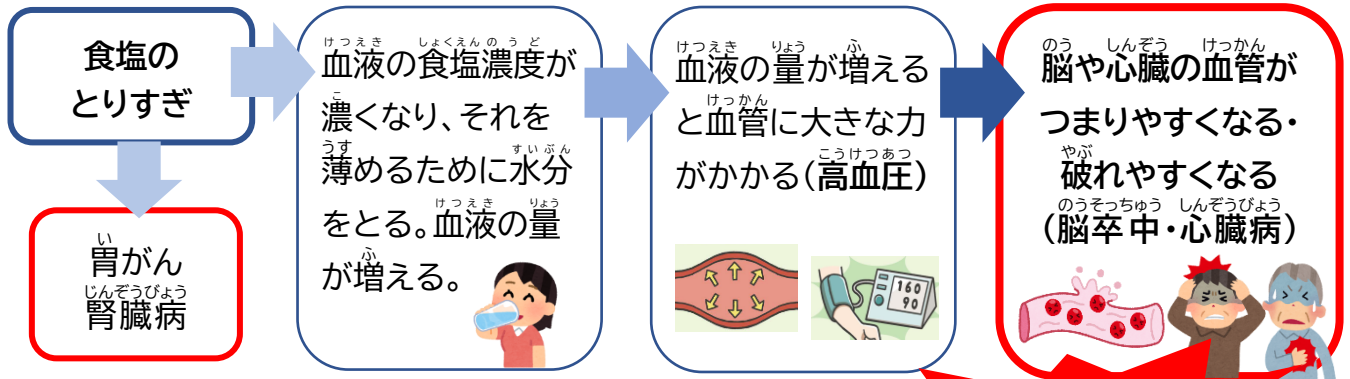 食塩の
とりすぎ
胃がん
腎臓病
血液の食塩濃度が
濃くなり、それを
薄めるために水分
をとる。血液の量
が増える。
血液の量が増える
と血管に大きな力
がかかる(高血圧)
160
90
脳や心臓の血管が
つまりやすくなる・
破れやすくなる
(脳卒中・心臓病)